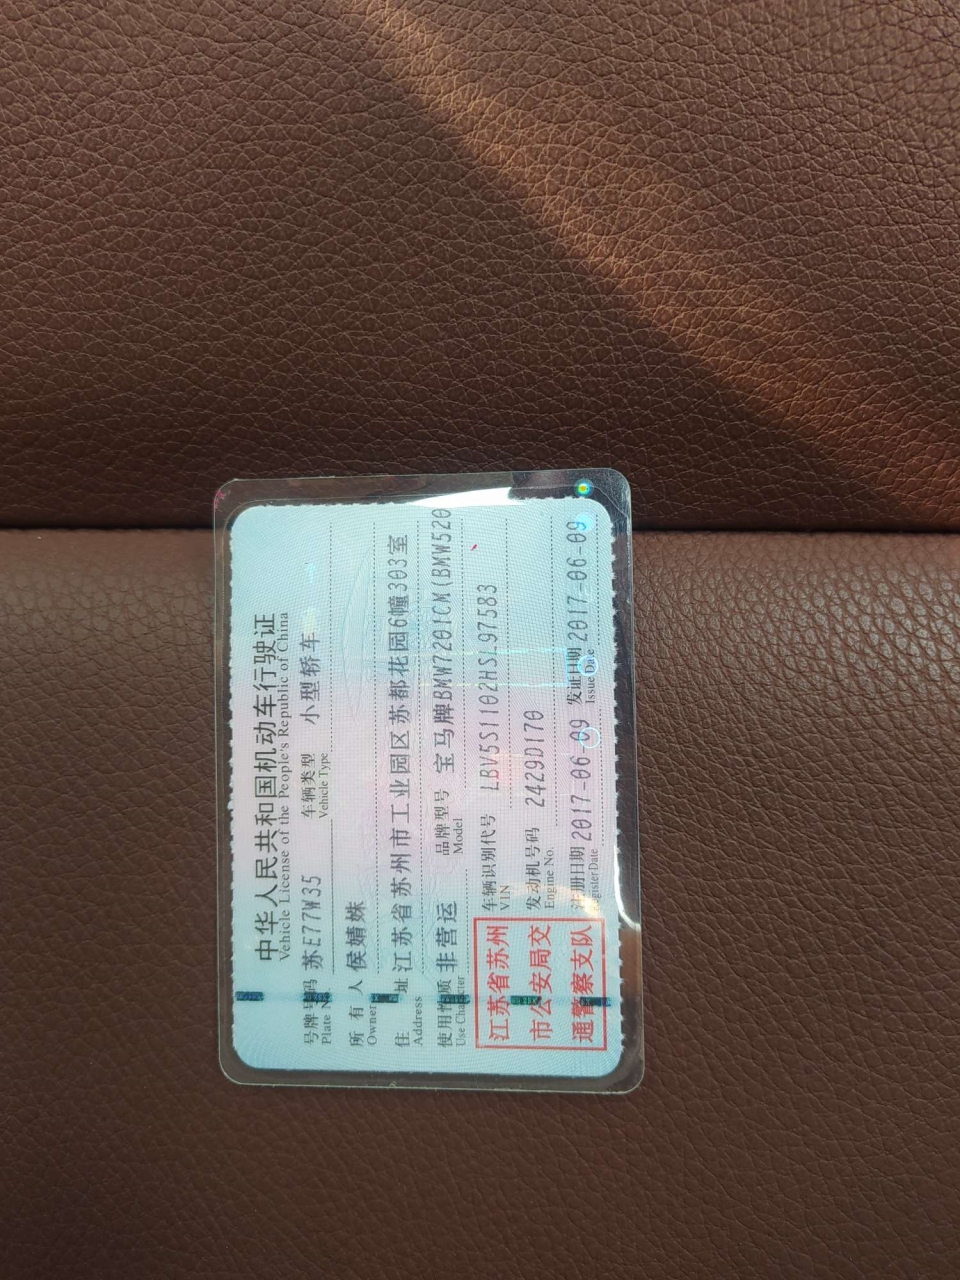 中华人民共和国机动车行驶证
Vehicle License of the People's Republic of China
号牌号码 苏E77W35 车辆类型 小型轿车
Plate No. Vehicle Type
所有人 侯婧姝
Owner
住址 江苏省苏州市工业园区苏都花园6幢303室
Address
使用性质 非营运 品牌型号 宝马牌BMW7201CM(BMW520
Use Character Model
江苏省苏州
市公安局交
通警察支队
车辆识别代号 LBV5S1102HSL97583
VIN
发动机号码 2429D170
Engine No.
注册日期 2017-06-09 发证日期 2017-06-09
Register Date Issue Date